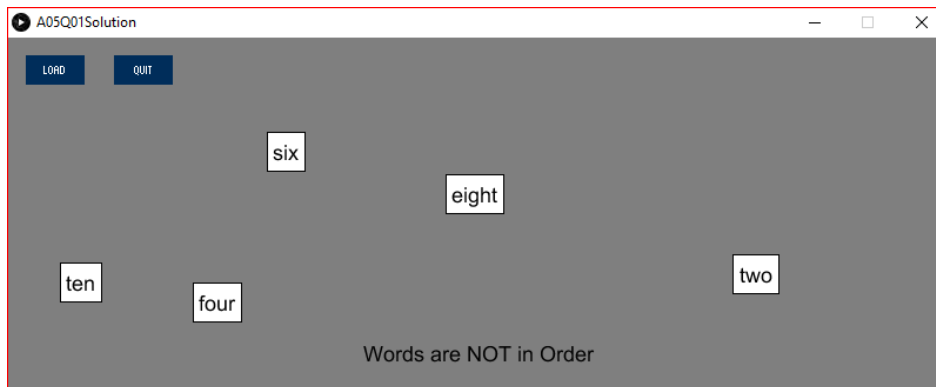 A05Q01Solution
LOAD QUIT
six
eight
two
ten
four
Words are NOT in Order